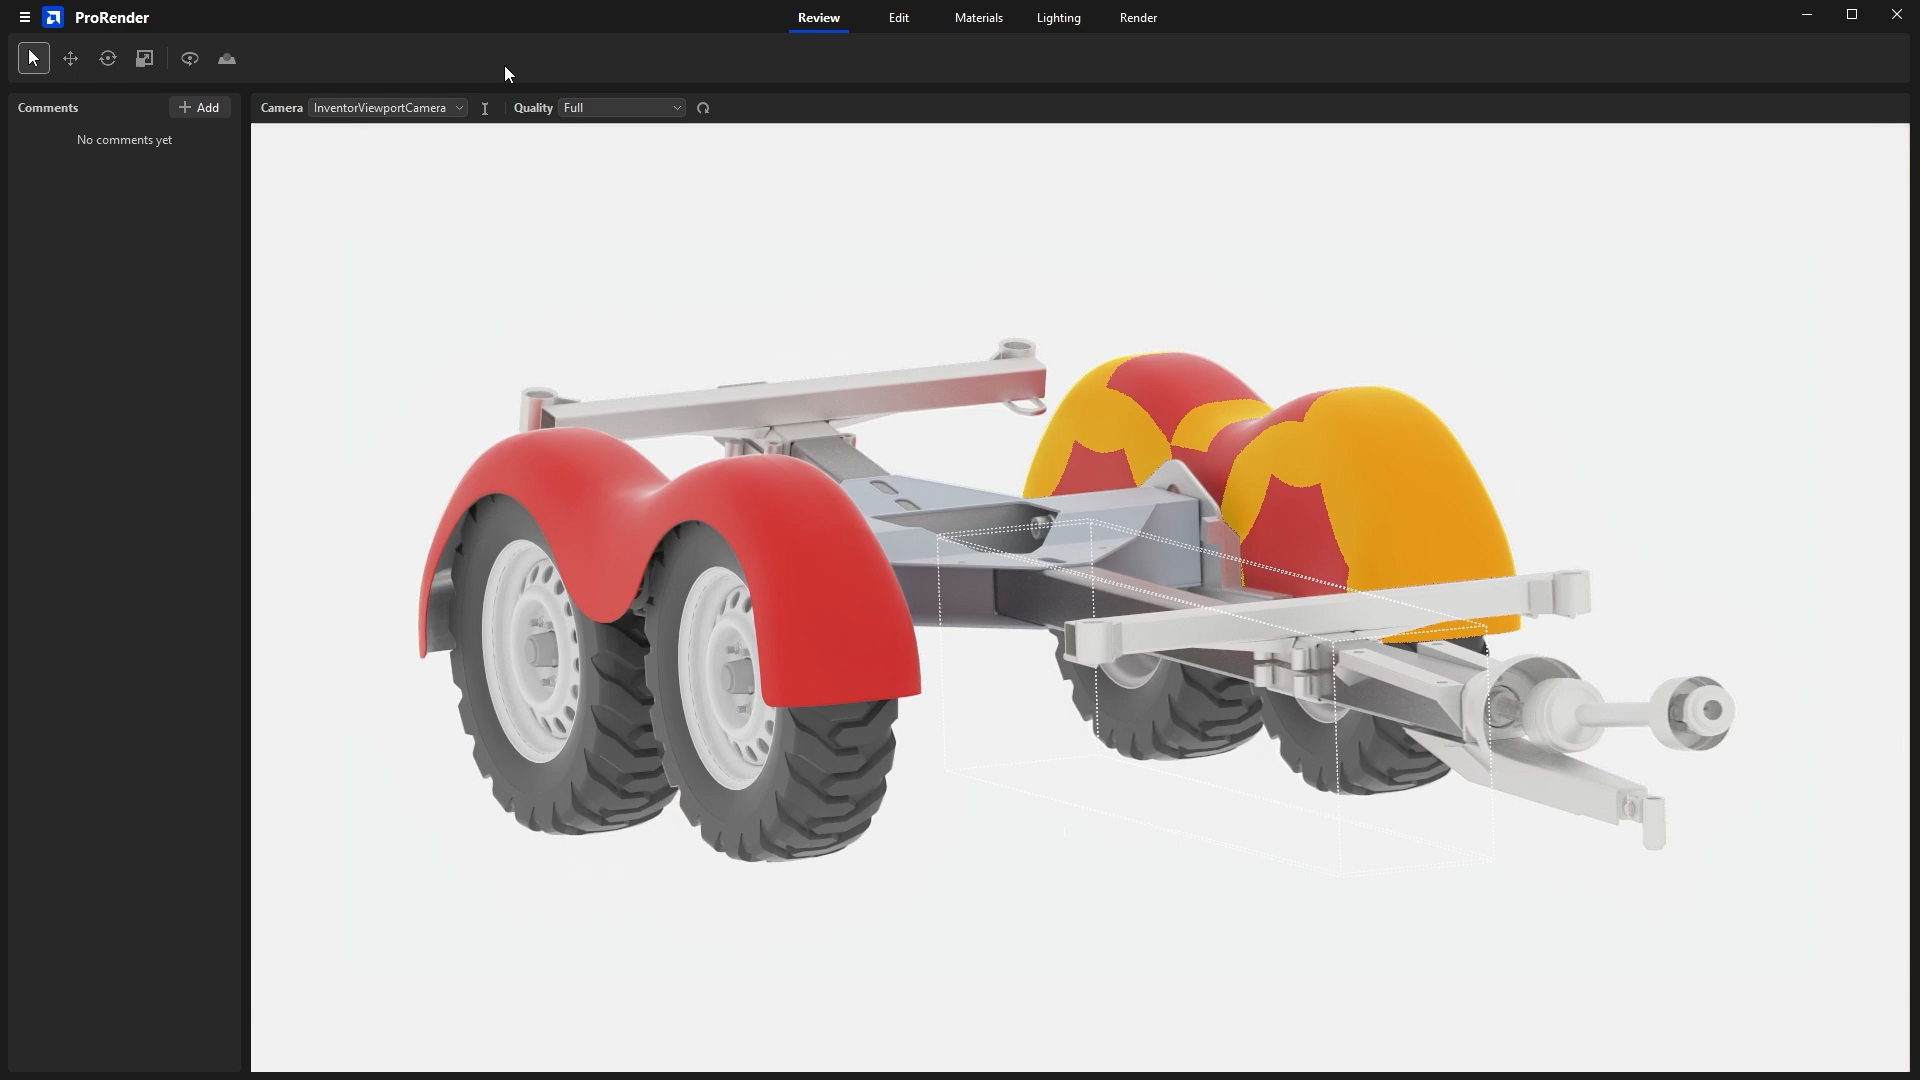 ProRender
Review
Edit
Materials
Lighting
Render
Comments
Add
Camera
InventorViewportCamera
Quality
Full
No comments yet